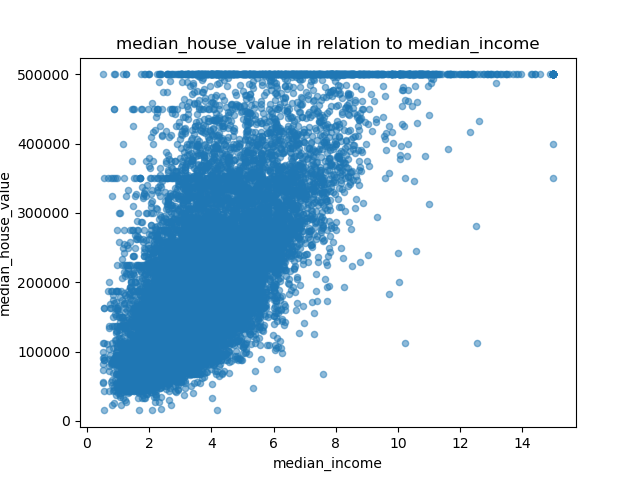 median_house_value in relation to median_income
500000
400000
300000
200000
100000
0
median_house_value
0 2 4 6 8 10 12 14
median_income